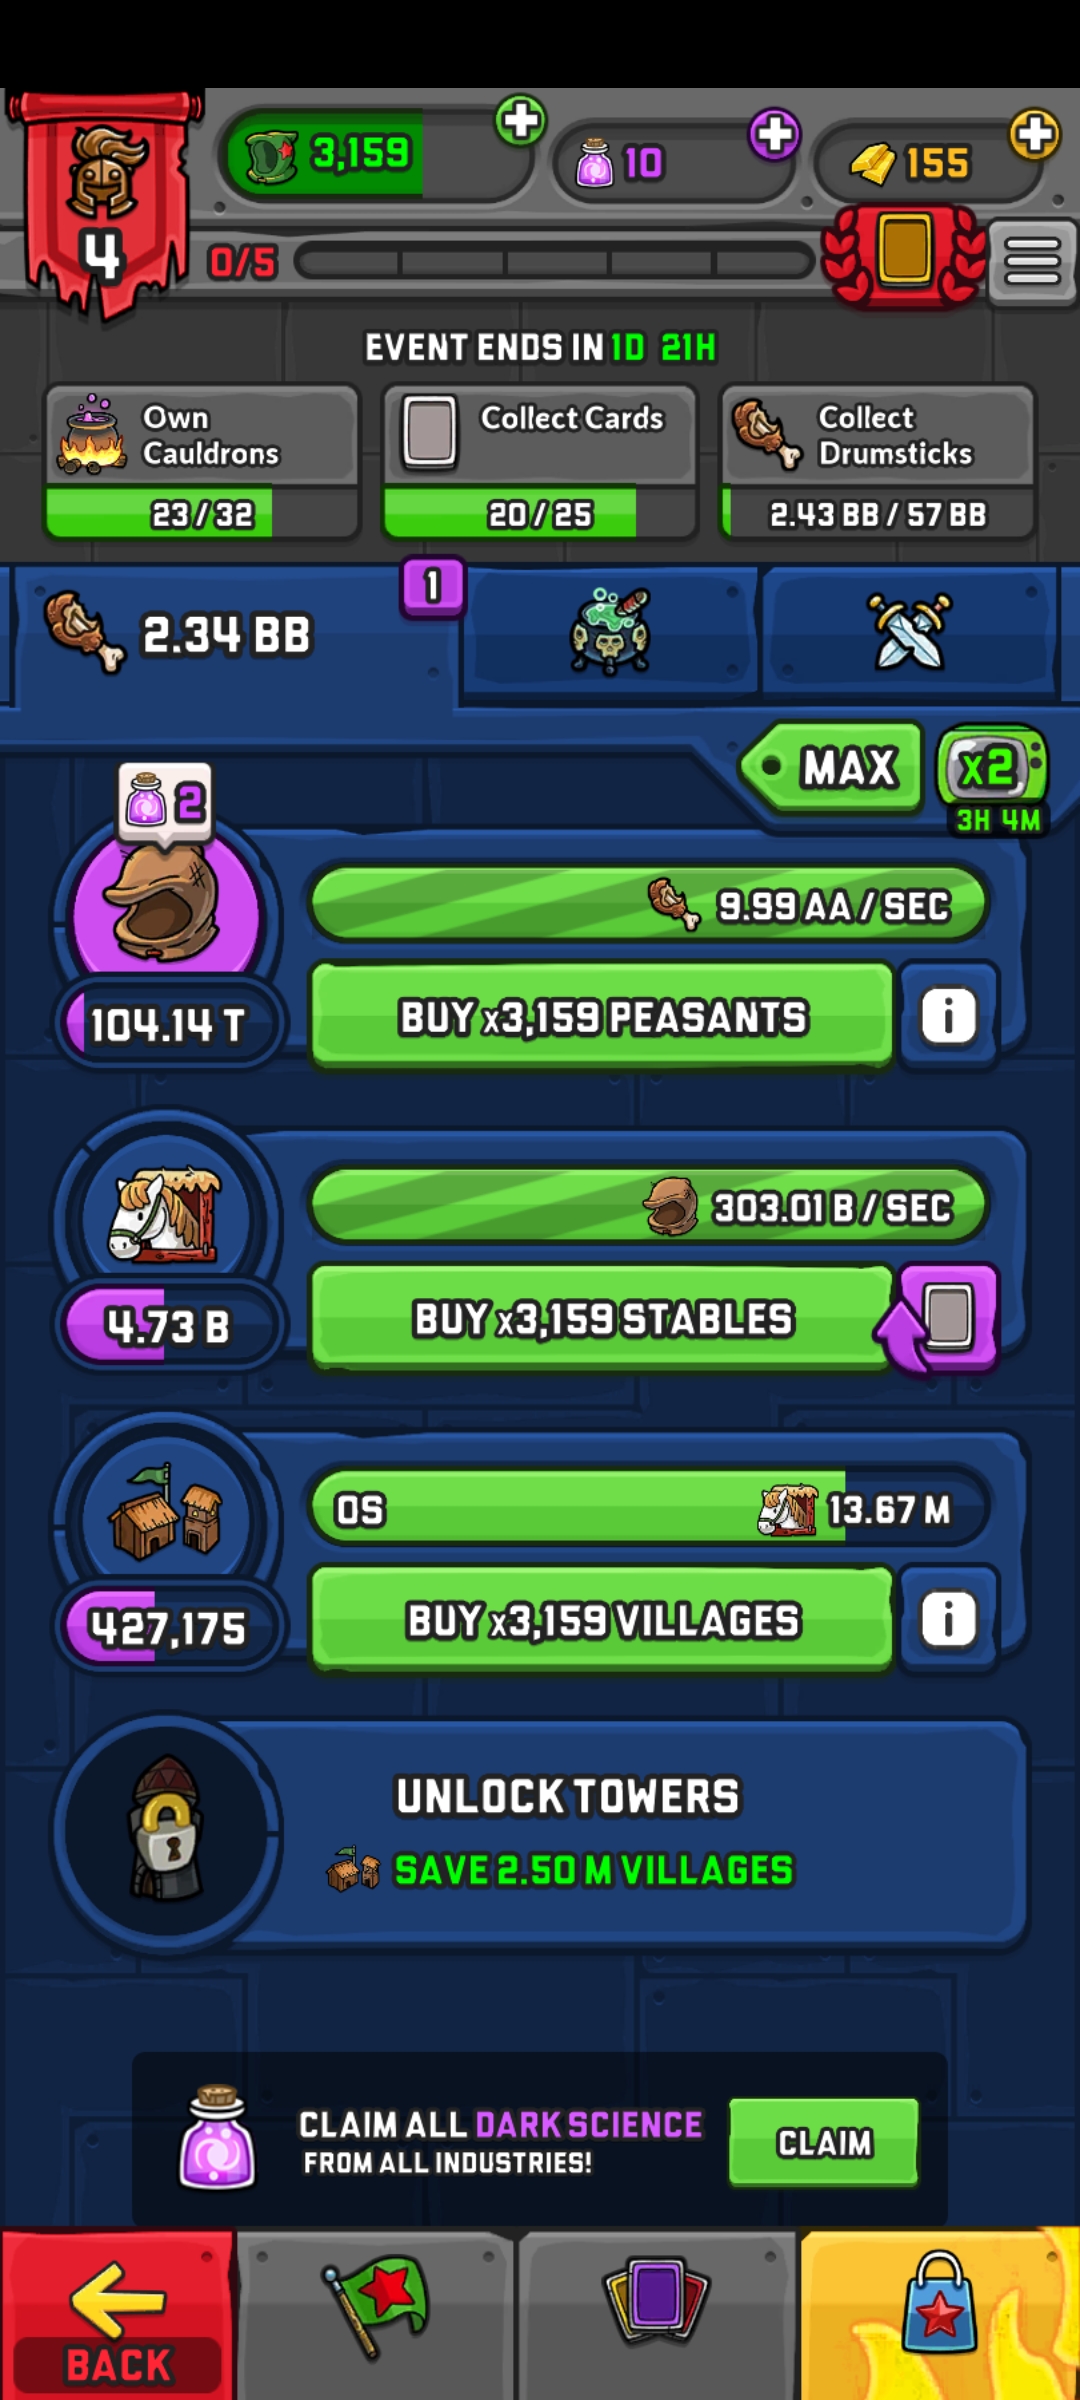 3,159
10
155
4
0/5
EVENT ENDS IN 1D 21H
Own Cauldrons
23/32
Collect Cards
20/25
Collect Drumsticks
2.43 BB / 57 BB
2.34 BB
1
MAX
x2
3H 4M
2
9.99 AA / SEC
104.14 T
BUY x3,159 PEASANTS
i
303.01 B / SEC
4.73 B
BUY x3,159 STABLES
0S
13.67 M
427,175
BUY x3,159 VILLAGES
i
UNLOCK TOWERS
SAVE 2.50 M VILLAGES
CLAIM ALL DARK SCIENCE
FROM ALL INDUSTRIES!
CLAIM
BACK